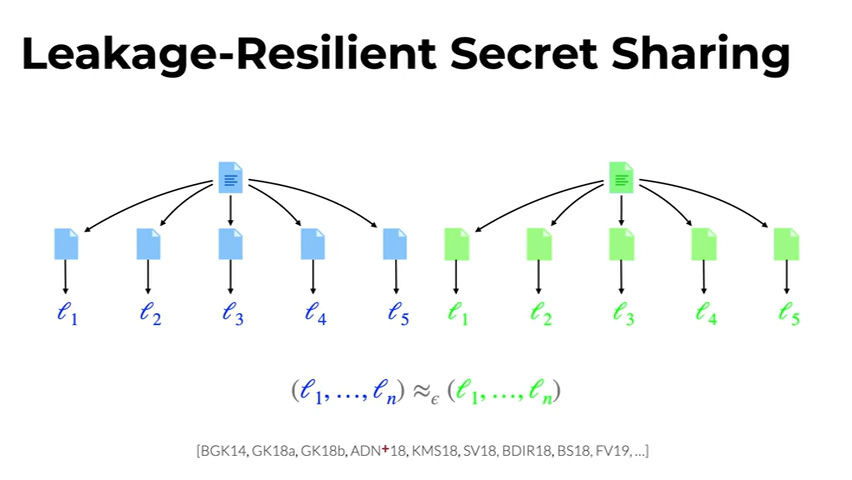 Leakage-Resilient Secret Sharing
ℓ1 ℓ2 ℓ3 ℓ4 ℓ5 ℓ1 ℓ2 ℓ3 ℓ4 ℓ5
(ℓ1,…,ℓn) ≈ϵ (ℓ1,…,ℓn)
[BGK14, GK18a, GK18b, ADN+18, KMS18, SV18, BDIR18, BS18, FV19, …]